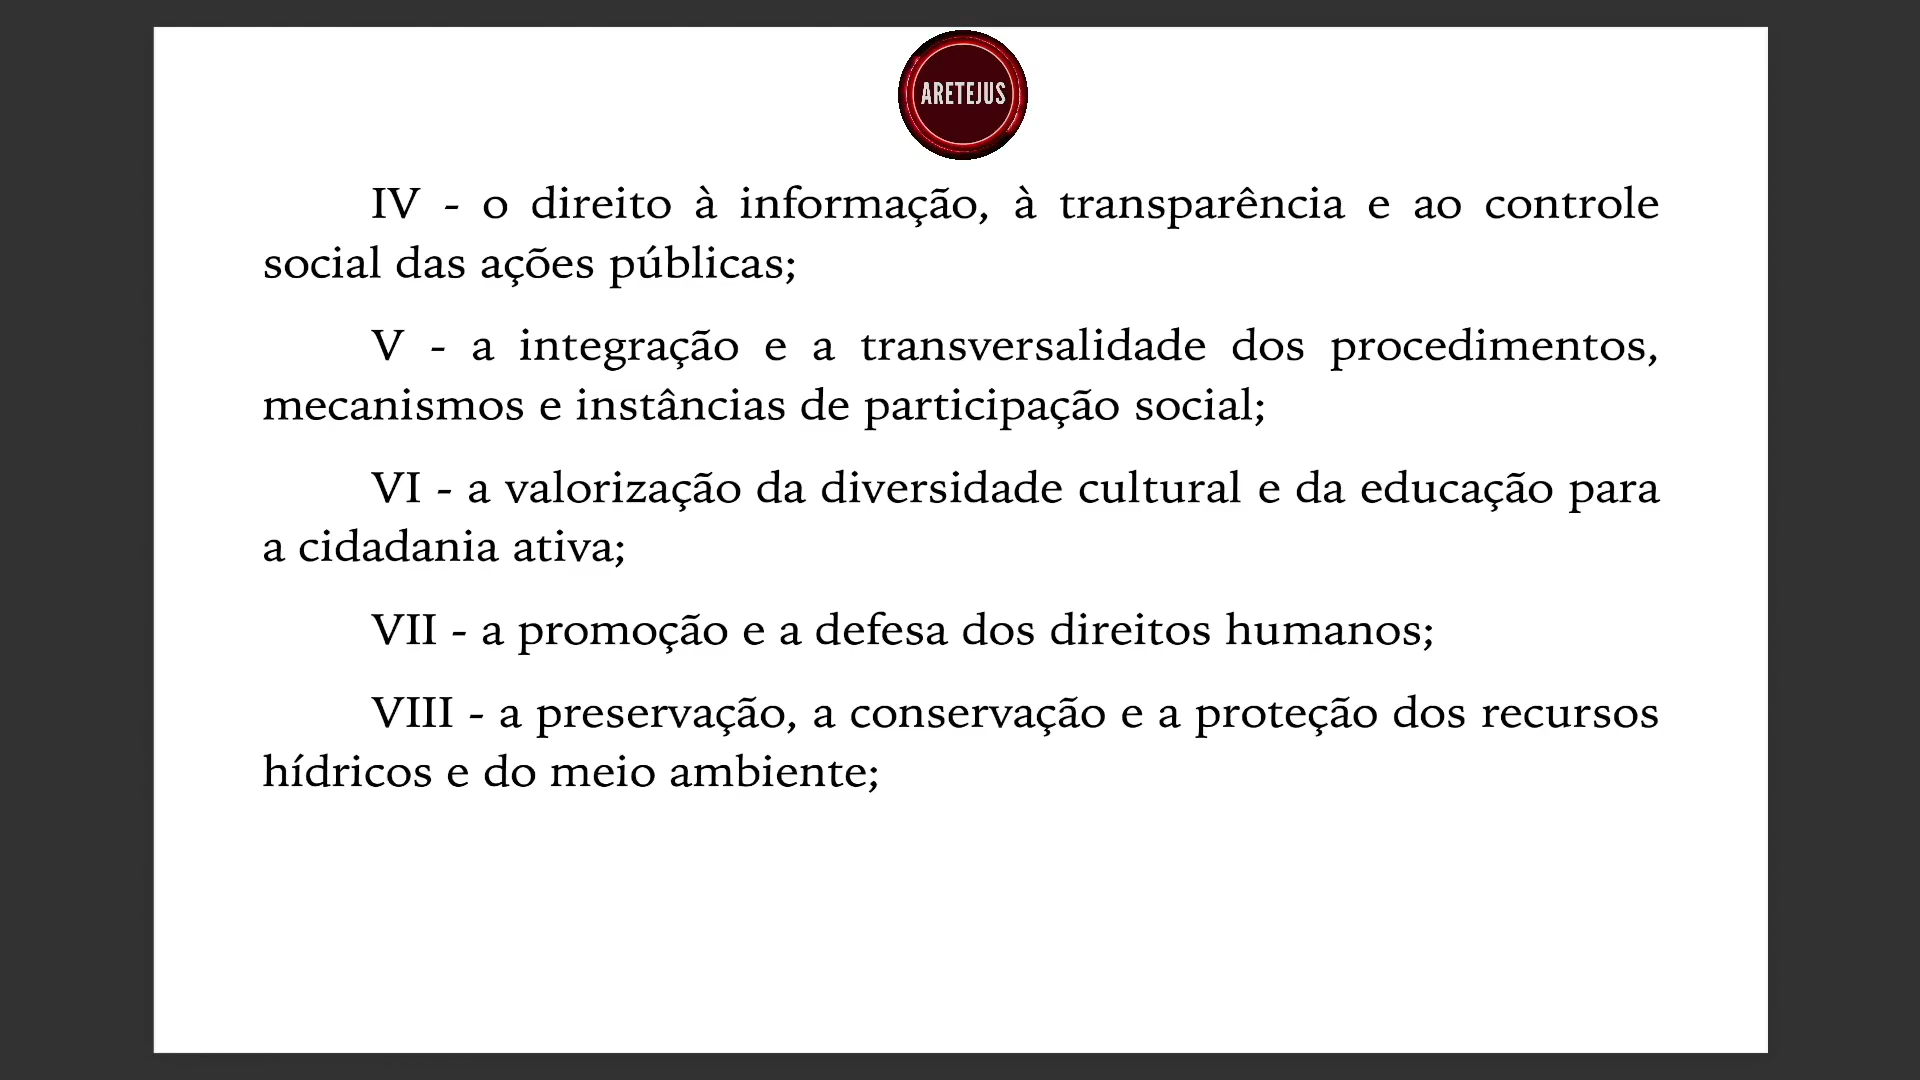 ARETEJUS
IV - o direito à informação, à transparência e ao controle
social das ações públicas;
V - a integração e a transversalidade dos procedimentos,
mecanismos e instâncias de participação social;
VI - a valorização da diversidade cultural e da educação para
a cidadania ativa;
VII - a promoção e a defesa dos direitos humanos;
VIII - a preservação, a conservação e a proteção dos recursos
hídricos e do meio ambiente;